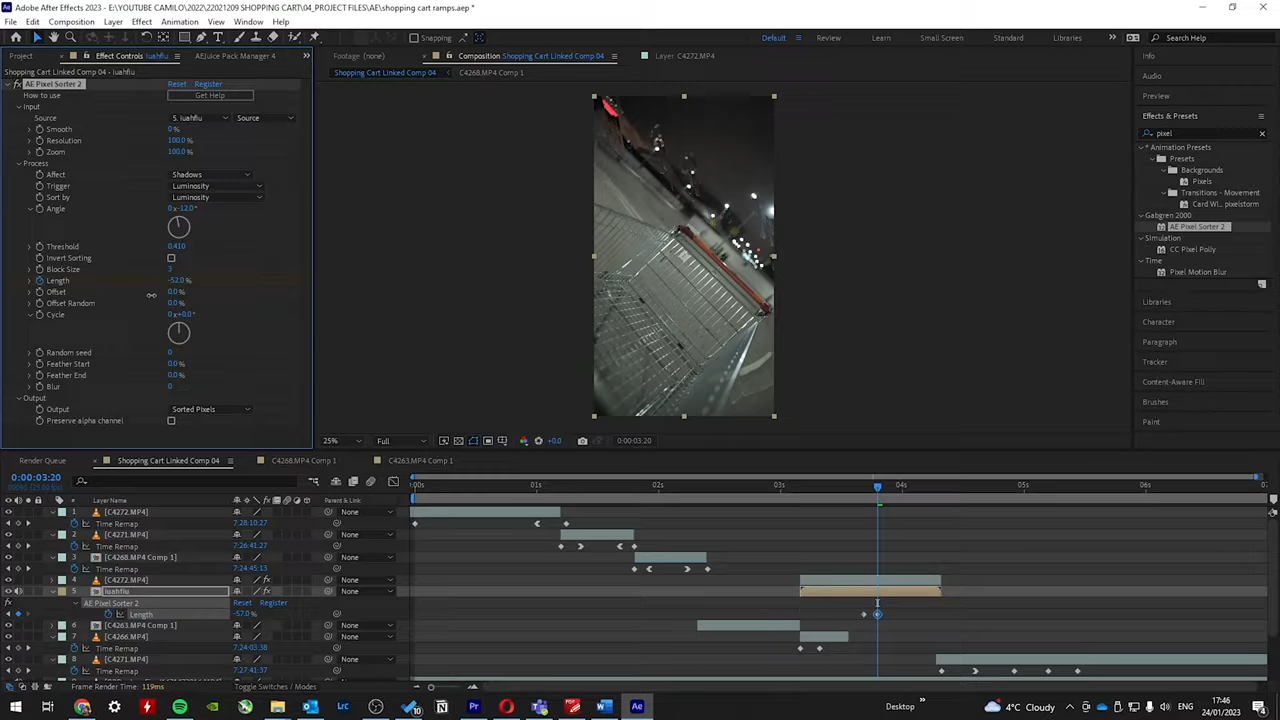 Adobe After Effects 2023 - E:\YOUTUBE CAMILO\22021209 SHOPPING CART\04_PROJECT FILES\AE\shopping cart ramps.aep *
File Edit Composition Layer Effect Animation View Window Help
Snapping Default Review Learn Small Screen Standard Libraries Search Help
Project Effect Controls iuahfiu AEJuice Pack Manager 4
Footage (none) Composition Shopping Cart Linked Comp 04 Layer C4272.MP4
Shopping Cart Linked Comp 04 · iuahfiu
Shopping Cart Linked Comp 04 C4268.MP4 Comp 1
AE Pixel Sorter 2 Reset Register
How to use Get Help
Input
Source 5. iuahfiu Source
Smooth 0 %
Resolution 100.0 %
Zoom 100.0 %
Process
Affect Shadows
Trigger Luminosity
Sort by Luminosity
Angle 0 x-12.0°
Threshold 0.410
Invert Sorting
Block Size 3
Length -52.0 %
Offset 0.0 %
Offset Random 0.0 %
Cycle 0 x+0.0°
Random seed 0
Feather Start 0.0 %
Feather End 0.0 %
Blur 0
Output
Output Sorted Pixels
Preserve alpha channel
25% Full +0.0 0:00:03:20
Info
Audio
Preview
Effects & Presets
pixel
* Animation Presets
Presets
Backgrounds
Pixels
Transitions - Movement
Card Wi... pixelstorm
Gabgren 2000
AE Pixel Sorter 2
Simulation
CC Pixel Polly
Time
Pixel Motion Blur
Libraries
Character
Paragraph
Tracker
Content-Aware Fill
Brushes
Paint
Render Queue Shopping Cart Linked Comp 04 C4268.MP4 Comp 1 C4263.MP4 Comp 1
0:00:03:20
:00s 01s 02s 03s 04s 05s 06s
# Layer Name Parent & Link
1 [C4272.MP4] None
Time Remap 7:28:10:27
2 [C4271.MP4] None
Time Remap 7:26:41:27
3 [C4268.MP4 Comp 1] None
Time Remap 7:24:45:13
4 [C4272.MP4] None
5 iuahfiu None
AE Pixel Sorter 2 Reset Register
Length -57.0 %
6 [C4263.MP4 Comp 1] None
7 [C4266.MP4] None
Time Remap 7:24:03:38
8 [C4271.MP4] None
Time Remap 7:27:41:37
Frame Render Time: 119ms Toggle Switches / Modes
Desktop 4°C Cloudy 17:46
24/01/2023